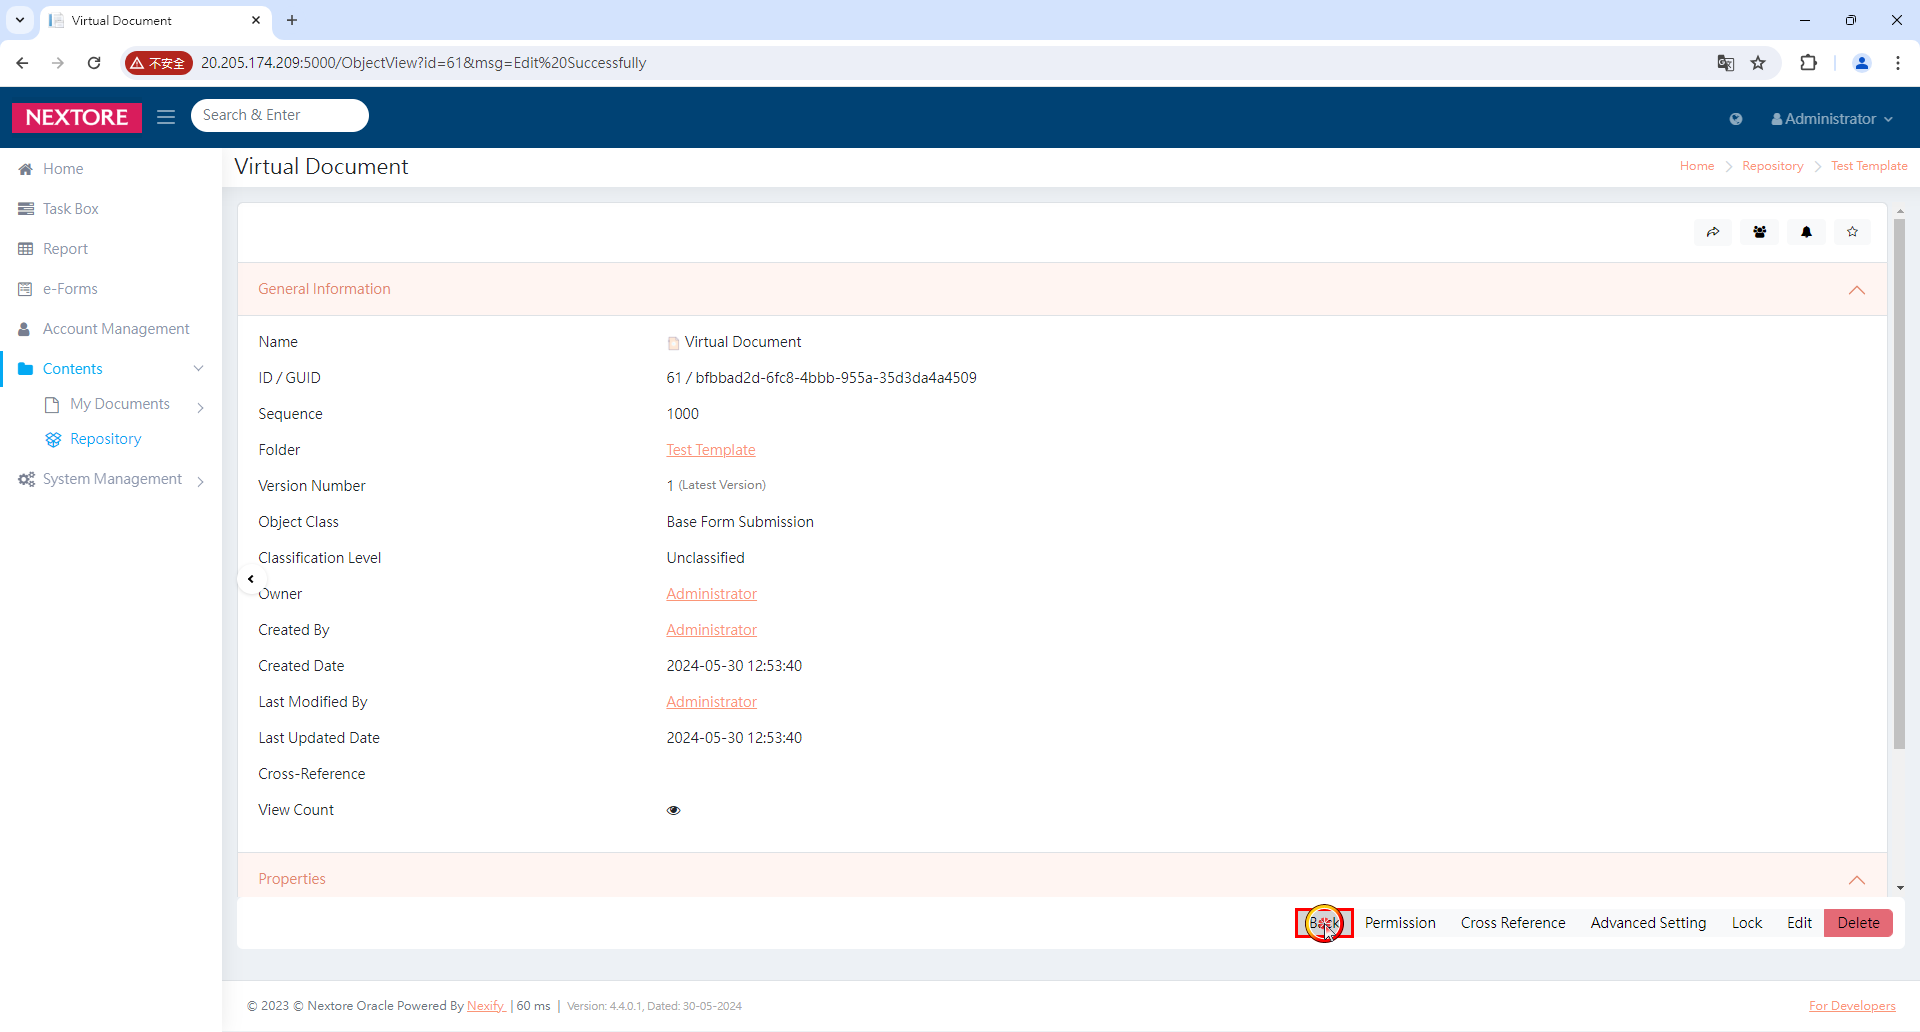 Virtual Document
不安全
20.205.174.209:5000/ObjectView?id=61&msg=Edit%20Successfully
NEXTORE
Search & Enter
Administrator
Home
Task Box
Report
e-Forms
Account Management
Contents
My Documents
Repository
System Management
Virtual Document
Home > Repository > Test Template
General Information
Name Virtual Document
ID / GUID 61 / bfbbad2d-6fc8-4bbb-955a-35d3da4a4509
Sequence 1000
Folder Test Template
Version Number 1 (Latest Version)
Object Class Base Form Submission
Classification Level Unclassified
Owner Administrator
Created By Administrator
Created Date 2024-05-30 12:53:40
Last Modified By Administrator
Last Updated Date 2024-05-30 12:53:40
Cross-Reference
View Count
Properties
Back Permission Cross Reference Advanced Setting Lock Edit Delete
© 2023 © Nextore Oracle Powered By Nexify | 60 ms | Version: 4.4.0.1, Dated: 30-05-2024
For Developers